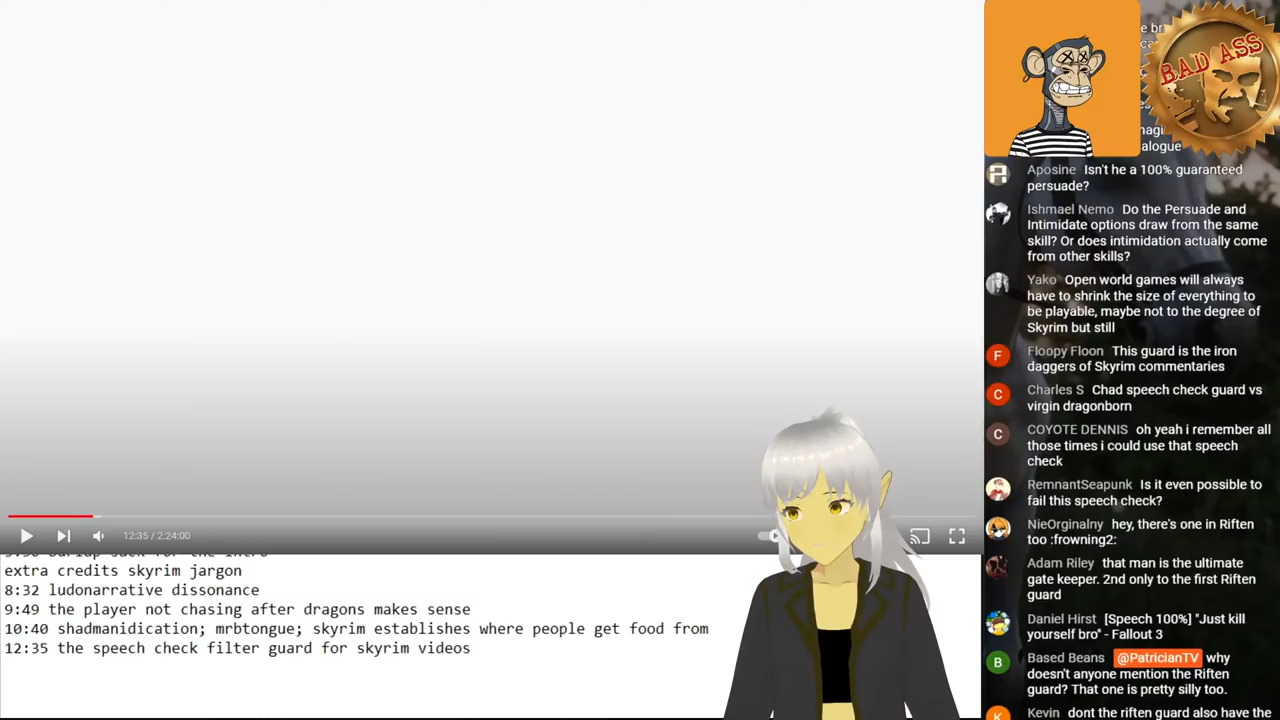 BAD ASS
alogue
Aposine Isn't he a 100% guaranteed
persuade?
Ishmael Nemo Do the Persuade and
Intimidate options draw from the same
skill? Or does intimidation actually come
from other skills?
Yako Open world games will always
have to shrink the size of everything to
be playable, maybe not to the degree of
Skyrim but still
F
Floopy Floon This guard is the iron
daggers of Skyrim commentaries
C
Charles S Chad speech check guard vs
virgin dragonborn
C
COYOTE DENNIS oh yeah i remember all
those times i could use that speech
check
RemnantSeapunk Is it even possible to
fail this speech check?
NieOrginalny hey, there's one in Riften
too :frowning2:
Adam Riley that man is the ultimate
gate keeper. 2nd only to the first Riften
guard
Daniel Hirst [Speech 100%] "Just kill
yourself bro" - Fallout 3
B
Based Beans @PatricianTV why
doesn't anyone mention the Riften
guard? That one is pretty silly too.
Kevin dont the riften guard also have the
12:35 / 2:24:00
extra credits skyrim jargon
8:32 ludonarrative dissonance
9:49 the player not chasing after dragons makes sense
10:40 shadmanidication; mrbtongue; skyrim establishes where people get food from
12:35 the speech check filter guard for skyrim videos